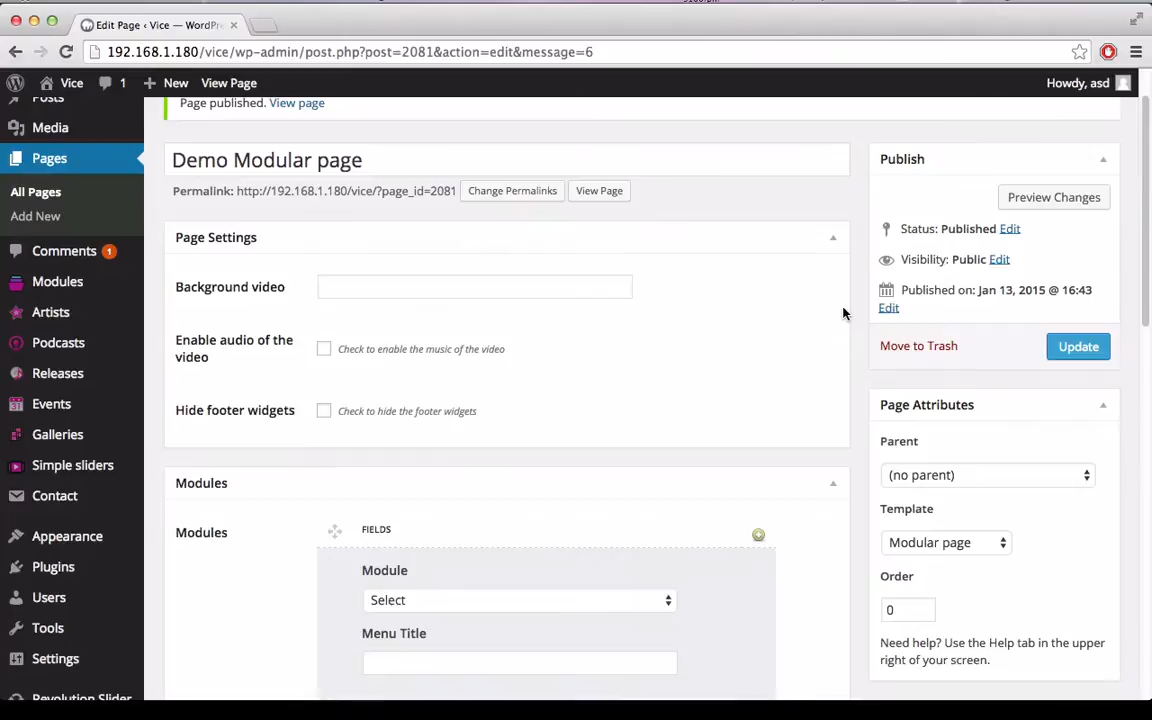 Edit Page ‹ Vice — WordPr
192.168.1.180/vice/wp-admin/post.php?post=2081&action=edit&message=6
Vice 1 New View Page Howdy, asd
Posts
Media
Pages
All Pages
Add New
Comments 1
Modules
Artists
Podcasts
Releases
Events
Galleries
Simple sliders
Contact
Appearance
Plugins
Users
Tools
Settings
Revolution Slider
Page published. View page
Demo Modular page
Permalink: http://192.168.1.180/vice/?page_id=2081 Change Permalinks View Page
Page Settings
Background video
Enable audio of the
video
Check to enable the music of the video
Hide footer widgets Check to hide the footer widgets
Modules
Modules FIELDS
Module
Select
Menu Title
Publish
Preview Changes
Status: Published Edit
Visibility: Public Edit
Published on: Jan 13, 2015 @ 16:43
Edit
Move to Trash Update
Page Attributes
Parent
(no parent)
Template
Modular page
Order
0
Need help? Use the Help tab in the upper
right of your screen.